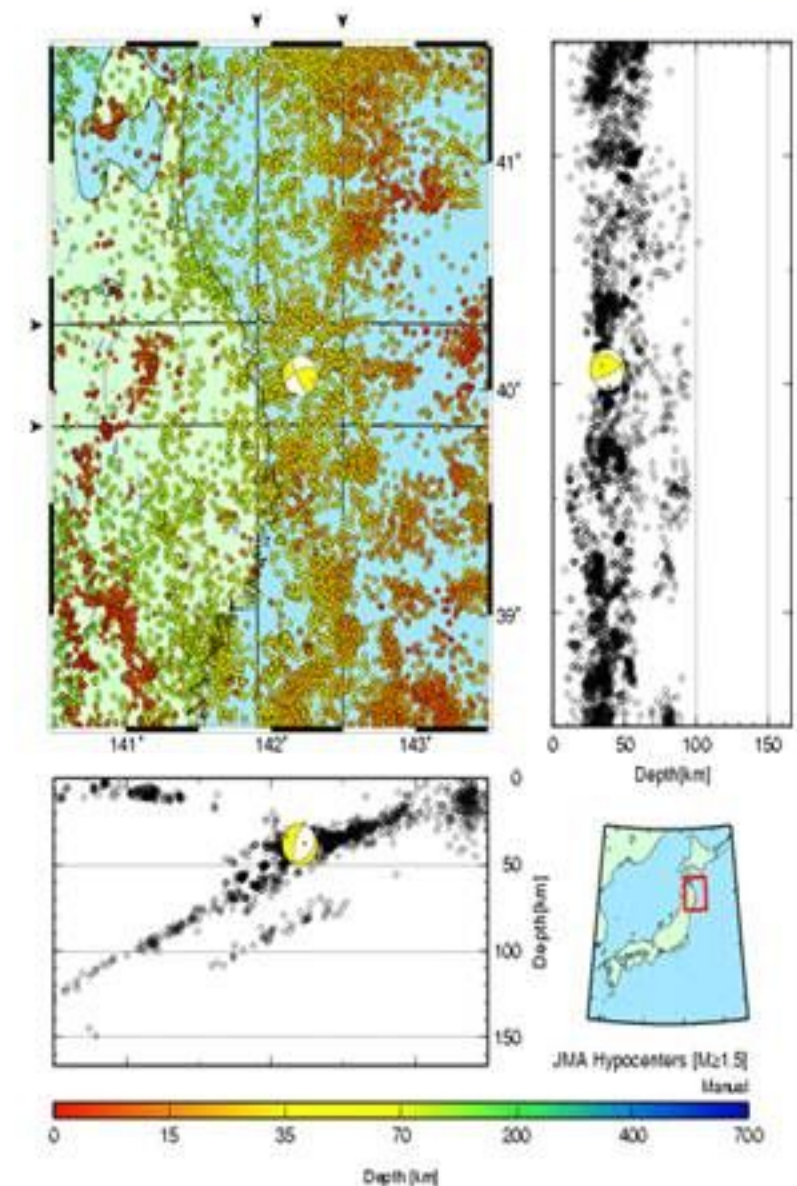 41°
40°
39°
141° 142° 143°
0 50 100 150
Depth[km]
0
50
100
150
Depth[km]
JMA Hypocenters [M≥1.5]
Manual
0 15 35 70 200 400 700
Depth [km]